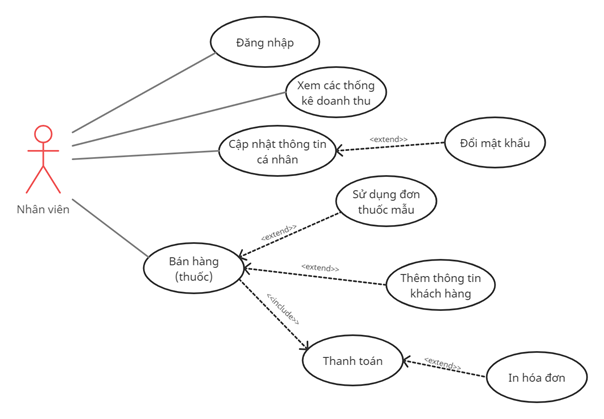 Đăng nhập
Xem các thống
kê doanh thu
Cập nhật thông tin
cá nhân
<extend>>
Đổi mật khẩu
Nhân viên
Sử dụng đơn
thuốc mẫu
<extend>>
Bán hàng
(thuốc)
<extend>>
Thêm thông tin
khách hàng
<<include>>
Thanh toán
<extend>>
In hóa đơn